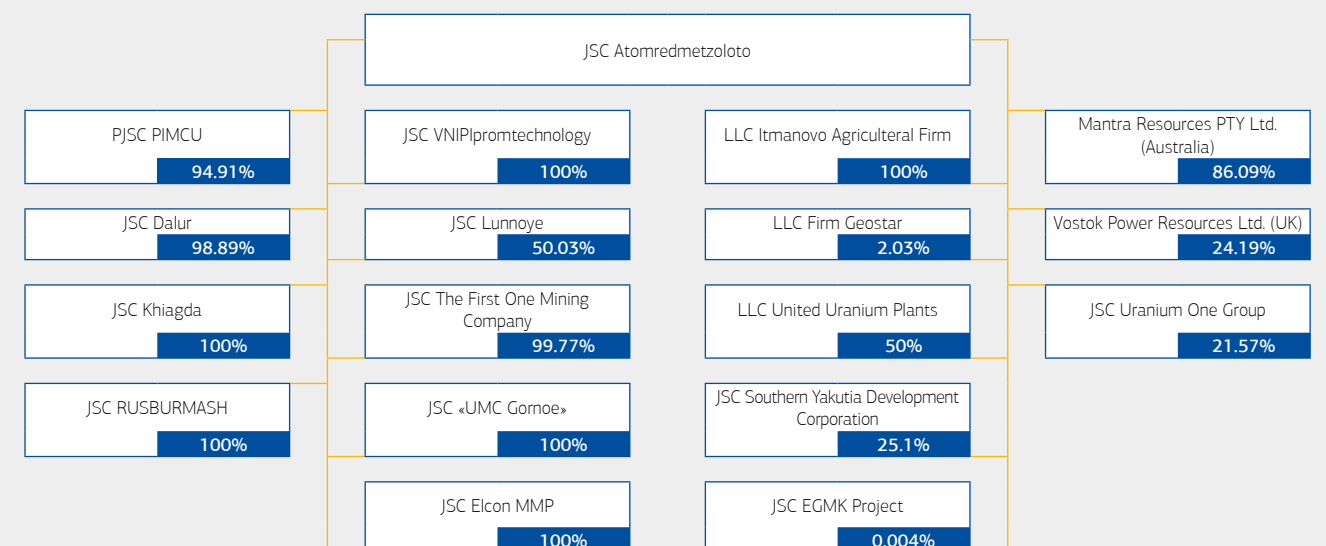 JSC Atomredmetzoloto
PJSC PIMCU
94.91%
JSC VNIPIpromtechnology
100%
LLC Itmanovo Agriculteral Firm
100%
Mantra Resources PTY Ltd.
(Australia)
86.09%
JSC Dalur
98.89%
JSC Lunnoye
50.03%
LLC Firm Geostar
2.03%
Vostok Power Resources Ltd. (UK)
24.19%
JSC Khiagda
100%
JSC The First One Mining
Company
99.77%
LLC United Uranium Plants
50%
JSC Uranium One Group
21.57%
JSC RUSBURMASH
100%
JSC «UMC Gornoe»
100%
JSC Southern Yakutia Development
Corporation
25.1%
JSC Elcon MMP
100%
JSC EGMK Project
0.004%